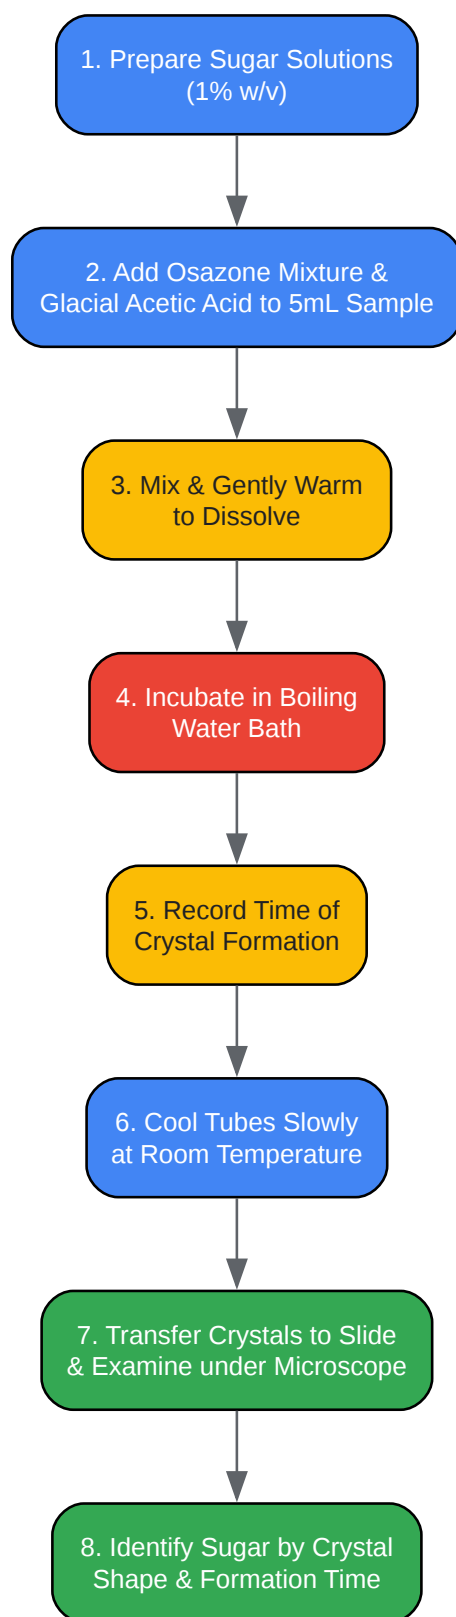 1. Prepare Sugar Solutions
(1% w/v)
2. Add Osazone Mixture &
Glacial Acetic Acid to 5mL Sample
3. Mix & Gently Warm
to Dissolve
4. Incubate in Boiling
Water Bath
5. Record Time of
Crystal Formation
6. Cool Tubes Slowly
at Room Temperature
7. Transfer Crystals to Slide
& Examine under Microscope
8. Identify Sugar by Crystal
Shape & Formation Time